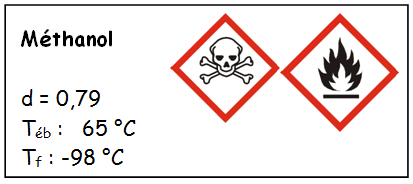 Méthanol
d = 0,79
Téb : 65 °C
Tf : -98 °C